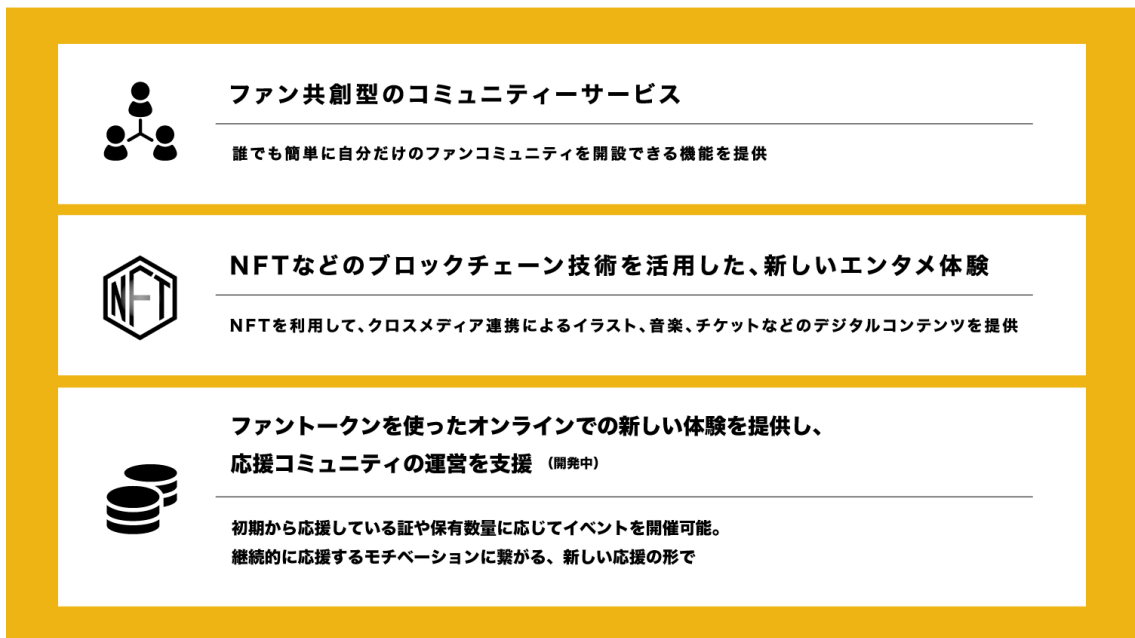 ファン共創型のコミュニティーサービス
誰でも簡単に自分だけのファンコミュニティを開設できる機能を提供
NFT
NFTなどのブロックチェーン技術を活用した、新しいエンタメ体験
NFTを利用して、クロスメディア連携によるイラスト、音楽、チケットなどのデジタルコンテンツを提供
ファントークンを使ったオンラインでの新しい体験を提供し、
応援コミュニティの運営を支援 (開発中)
初期から応援している証や保有数量に応じてイベントを開催可能。
継続的に応援するモチベーションに繋がる、新しい応援の形で